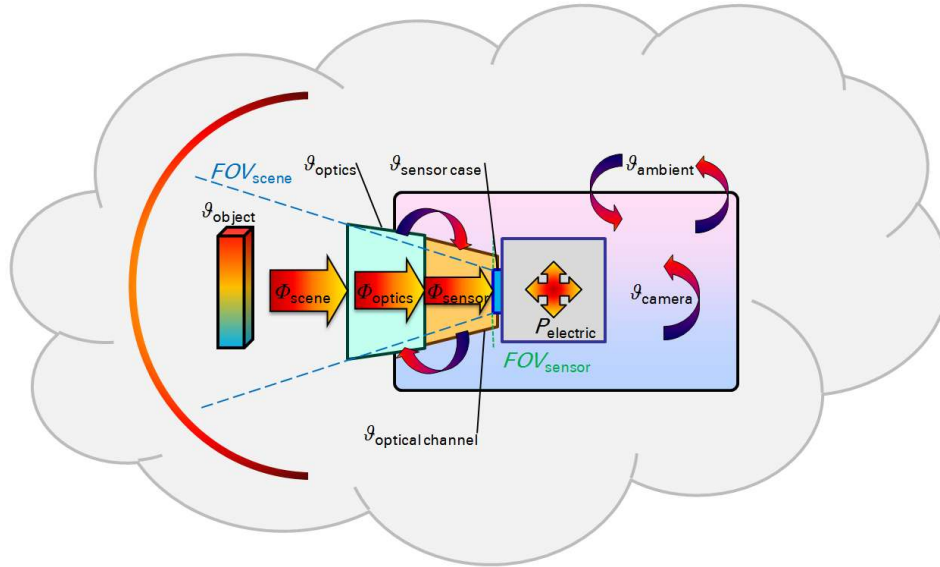 FOVscene
ϑoptics
ϑsensor case
ϑambient
ϑobject
Φscene
Φoptics
Φsensor
ϑcamera
Pelectric
FOVsensor
ϑoptical channel